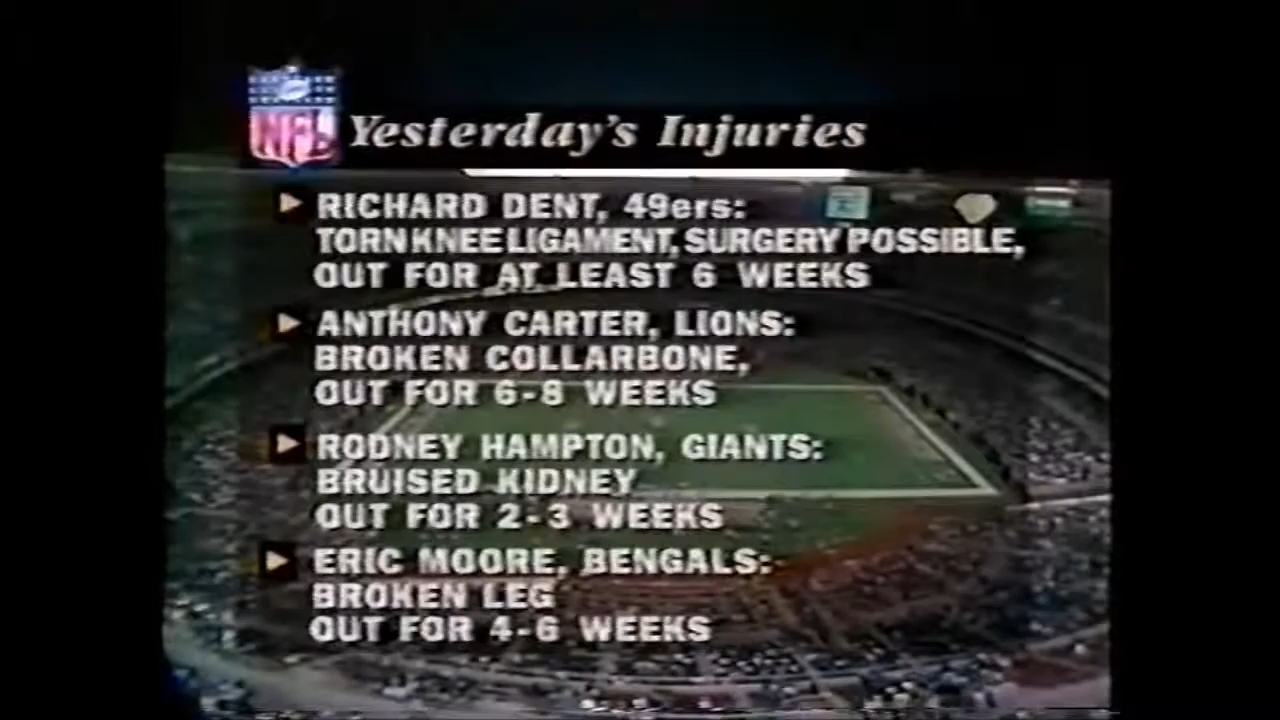 NFL
Yesterday's Injuries
RICHARD DENT, 49ers:
TORN KNEE LIGAMENT, SURGERY POSSIBLE,
OUT FOR AT LEAST 6 WEEKS
ANTHONY CARTER, LIONS:
BROKEN COLLARBONE,
OUT FOR 6-8 WEEKS
RODNEY HAMPTON, GIANTS:
BRUISED KIDNEY
OUT FOR 2-3 WEEKS
ERIC MOORE, BENGALS:
BROKEN LEG
OUT FOR 4-6 WEEKS